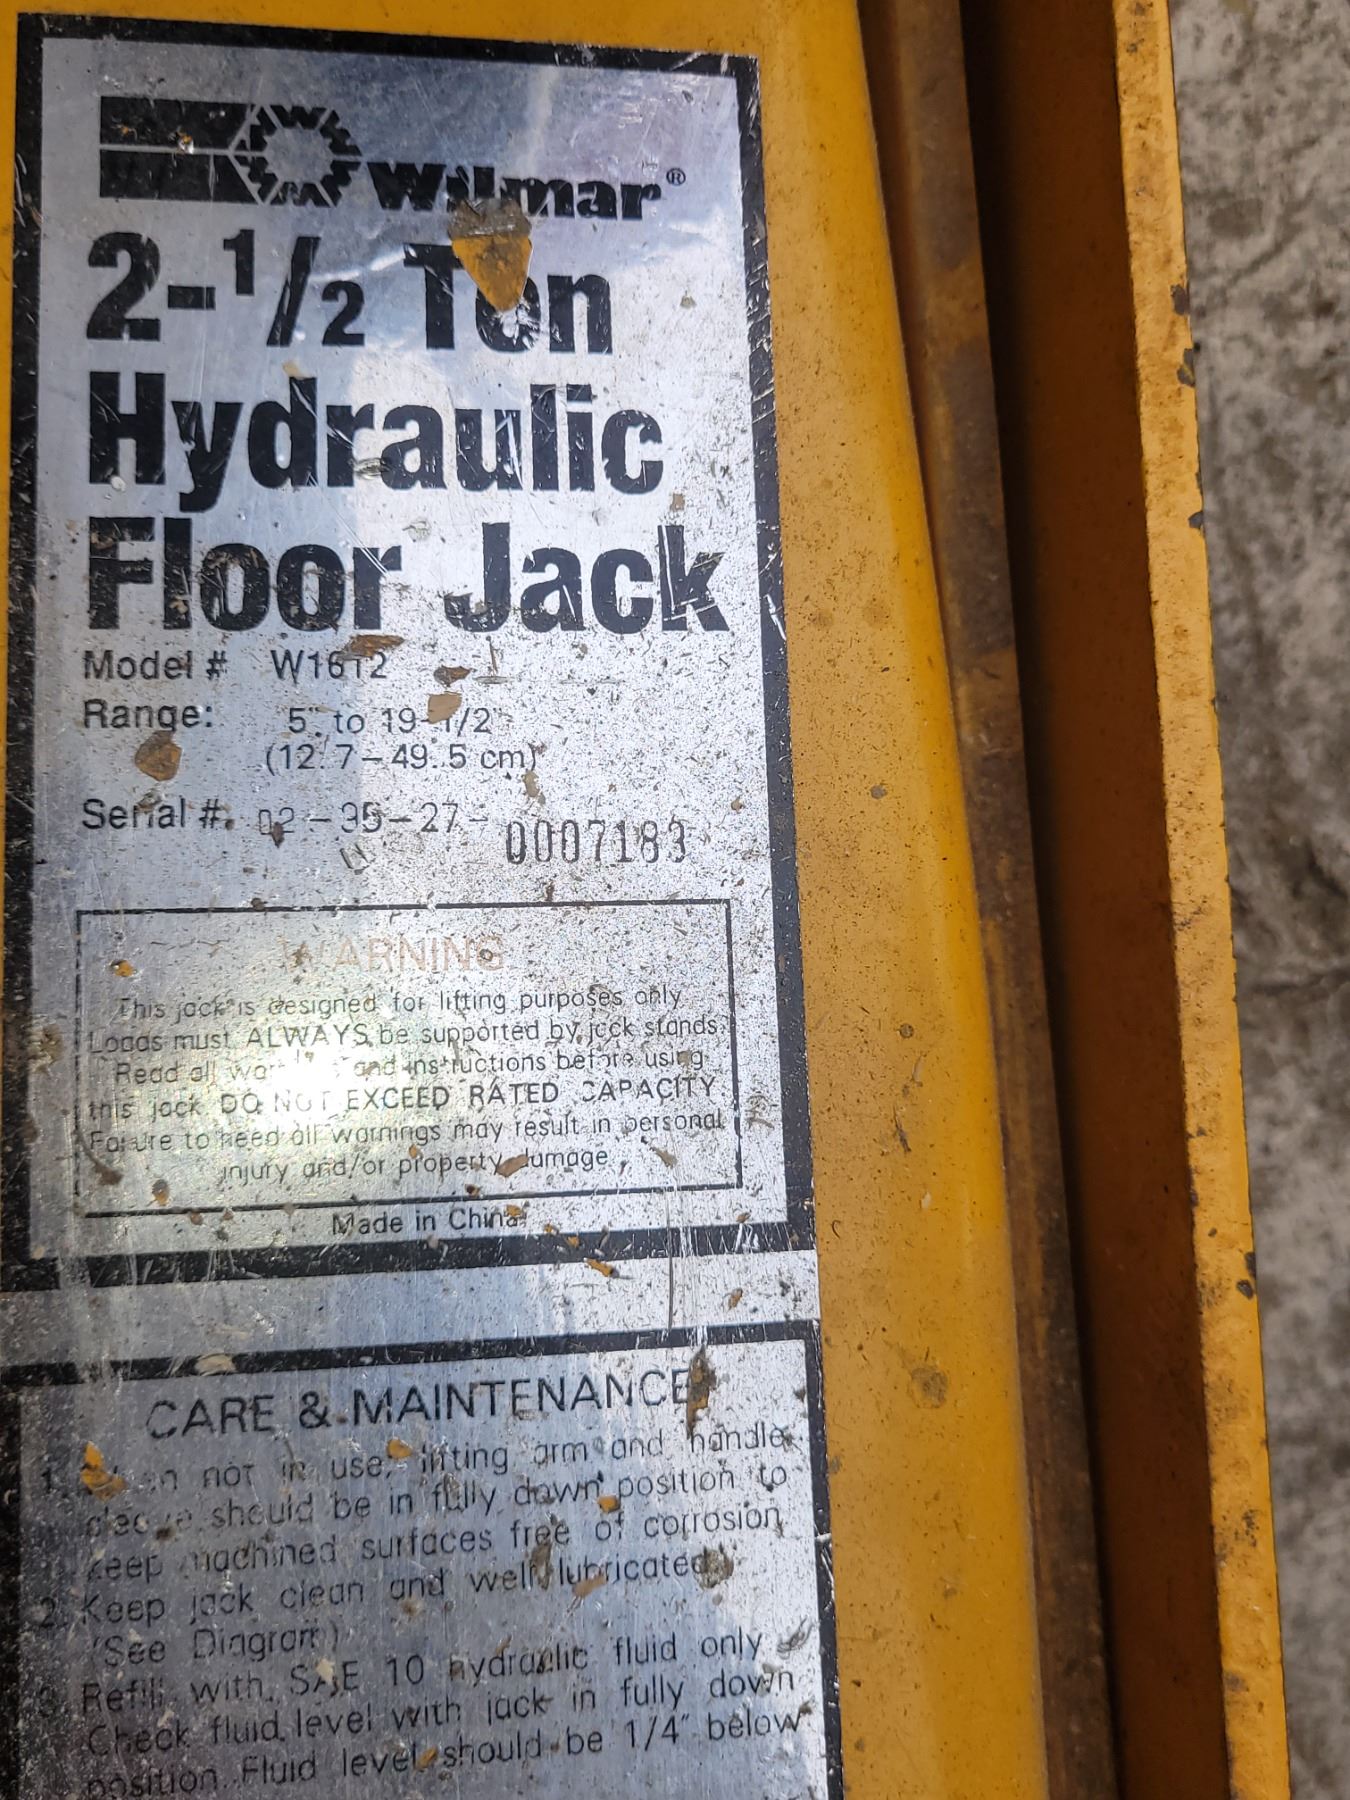 Wilmar®
2-1/2 Ton
Hydraulic
Floor Jack
Model # W1612
Range: 5" to 19-1/2"
(12.7-49.5 cm)
Serial #. 02-35-27- 0007183
WARNING
This jack is designed for lifting purposes only
Loads must ALWAYS be supported by jack stands.
Read all and instructions before using
this jack DO NOT EXCEED RATED CAPACITY.
Failure to heed all warnings may result in personal
injury and/or property damage.
Made in China
CARE & MAINTENANCE
1. When not in use, lifting arm and handle
sleeve should be in fully down position to
keep machined surfaces free of corrosion.
2. Keep jack clean and well lubricated
(See Diagram)
3. Refill with SAE 10 hydraulic fluid only
Check fluid level with jack in fully down
position. Fluid level should be 1/4" below